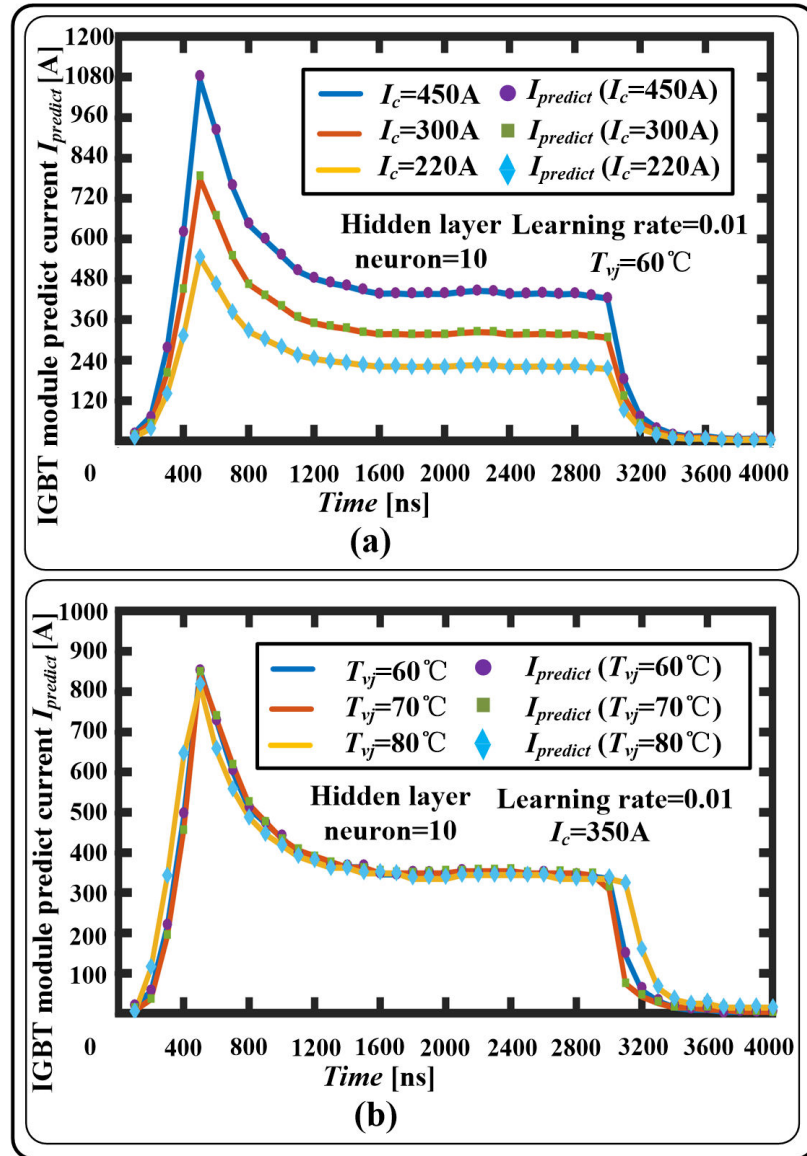 IGBT module predict current Ipredict [A]
1200
1080
960
840
720
600
480
360
240
120
0
Ic=450A Ipredict (Ic=450A)
Ic=300A Ipredict (Ic=300A)
Ic=220A Ipredict (Ic=220A)
Hidden layer Learning rate=0.01
neuron=10 Tvj=60℃
400 800 1200 1600 2000 2400 2800 3200 3600 4000
Time [ns]
(a)
IGBT module predict current Ipredict [A]
1000
900
800
700
600
500
400
300
200
100
0
Tvj=60℃ Ipredict (Tvj=60℃)
Tvj=70℃ Ipredict (Tvj=70℃)
Tvj=80℃ Ipredict (Tvj=80℃)
Hidden layer Learning rate=0.01
neuron=10 Ic=350A
400 800 1200 1600 2000 2400 2800 3200 3600 4000
Time [ns]
(b)